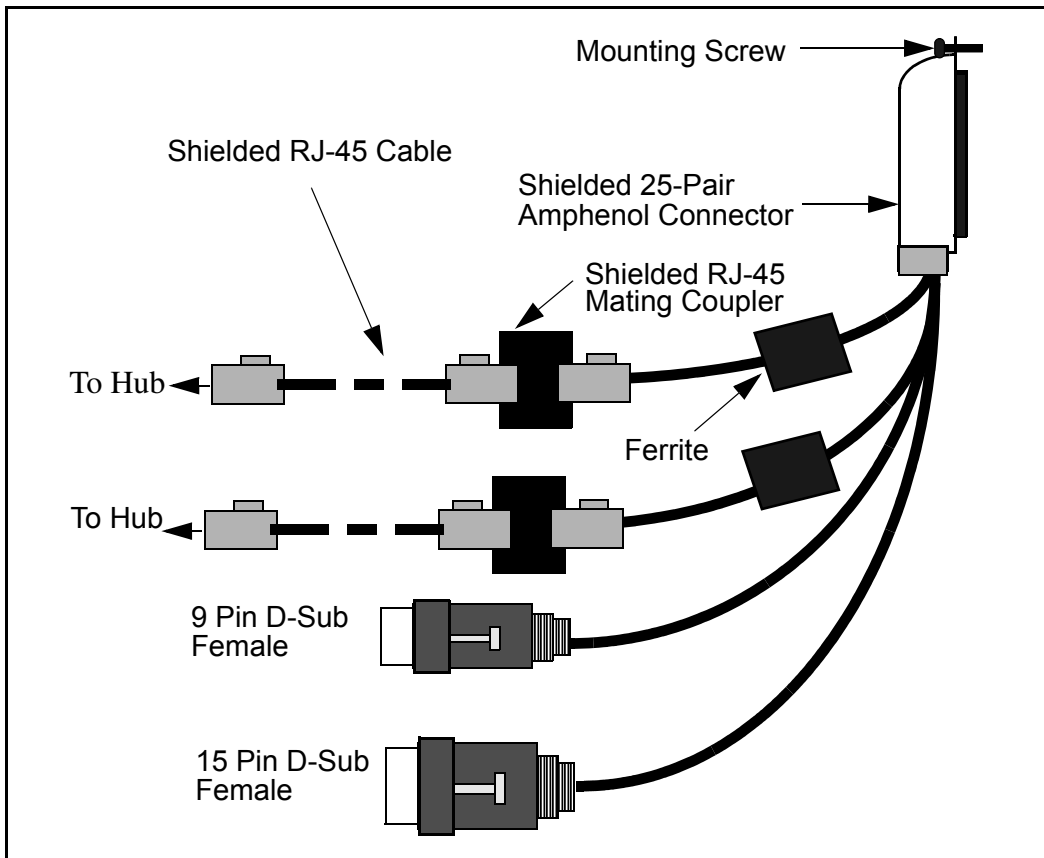 Mounting Screw
Shielded RJ-45 Cable
Shielded 25-Pair
Amphenol Connector
Shielded RJ-45
Mating Coupler
To Hub
Ferrite
To Hub
9 Pin D-Sub
Female
15 Pin D-Sub
Female